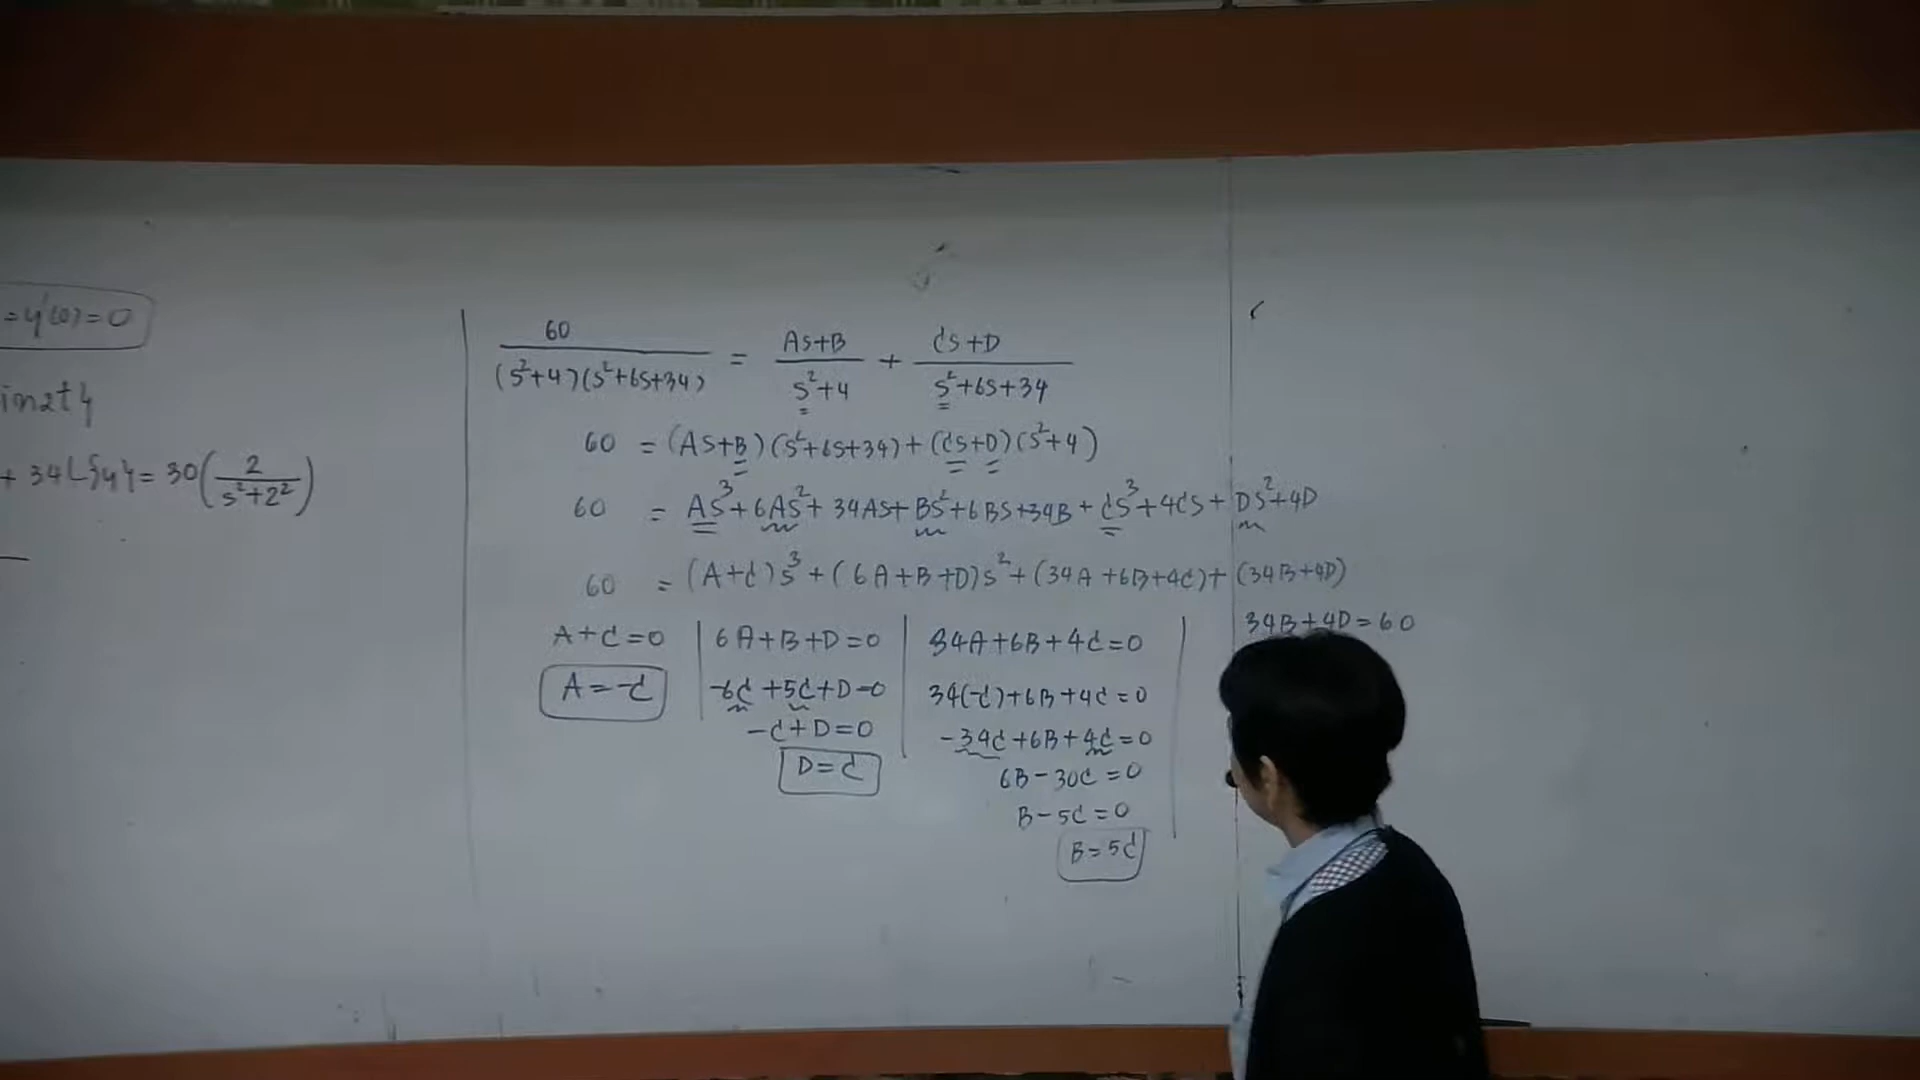 =y'(0)=0
sin2t}
+ 34L{y}=30(2/(s²+2²))
60/((s²+4)(s²+6s+34)) = (As+B)/(s²+4) + (Cs+D)/(s²+6s+34)
60 = (As+B)(s²+6s+34)+(Cs+D)(s²+4)
60 = As³+6As²+34As+Bs²+6Bs+34B+Cs³+4Cs+Ds²+4D
60 = (A+C)s³+(6A+B+D)s²+(34A+6B+4C)+(34B+4D)
A+C=0
A=-C
6A+B+D=0
-6C+5C+D=0
-C+D=0
D=C
34A+6B+4C=0
34(-C)+6B+4C=0
-34C+6B+4C=0
6B-30C=0
B-5C=0
B=5C
34B+4D=60